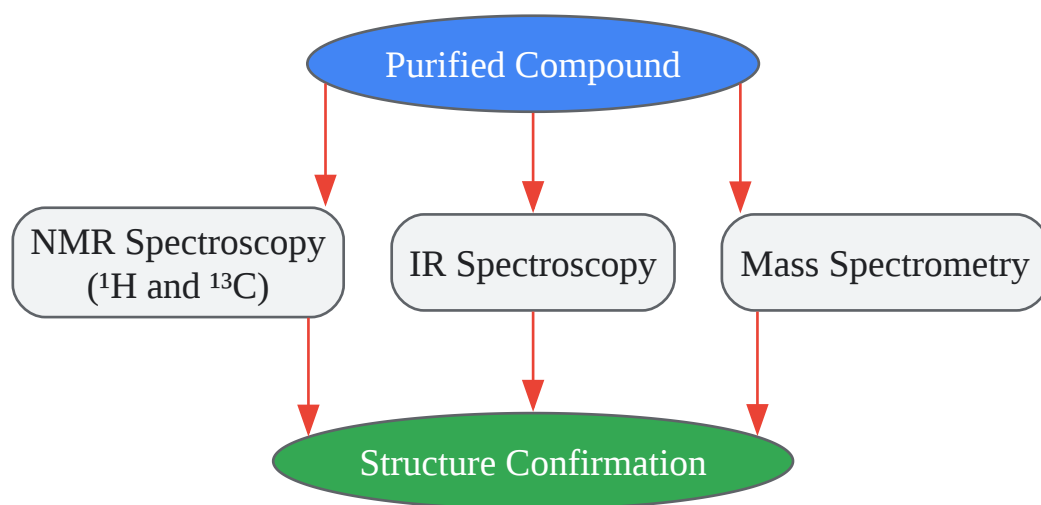 Purified Compound
NMR Spectroscopy
(¹H and ¹³C)
IR Spectroscopy
Mass Spectrometry
Structure Confirmation